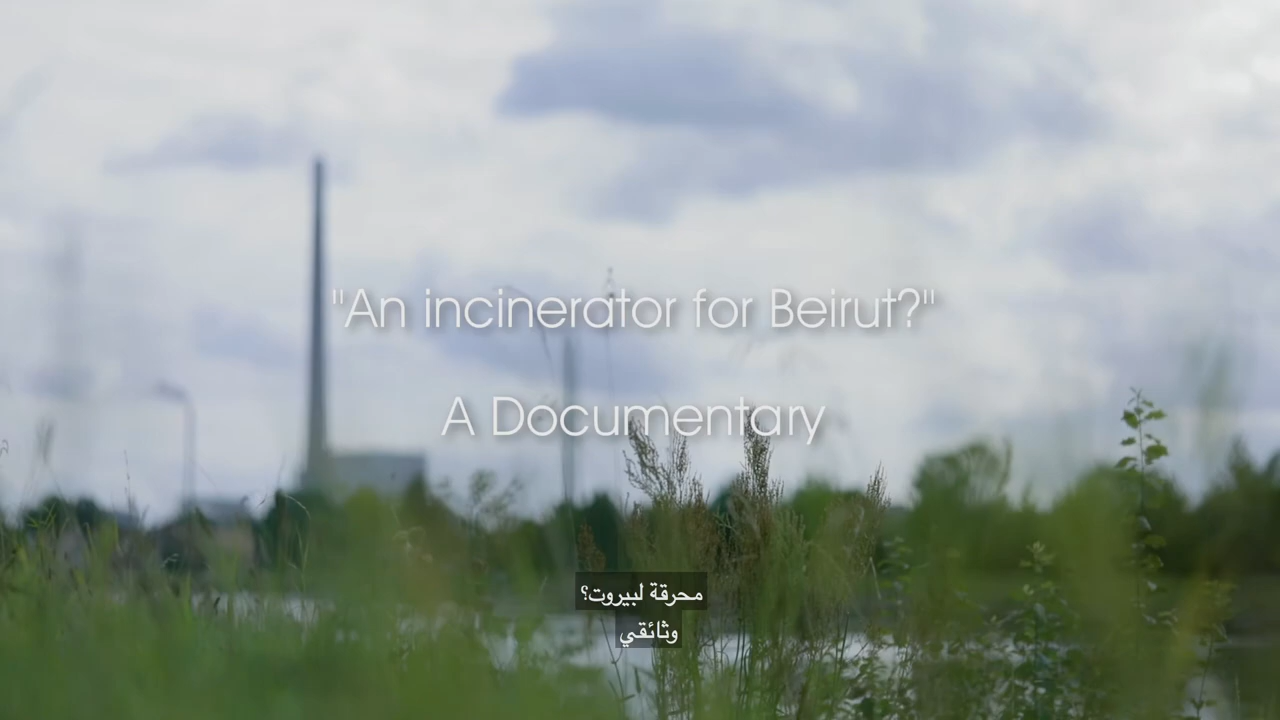 "An incinerator for Beirut?"
A Documentary
محرقة لبيروت؟
وثائقي